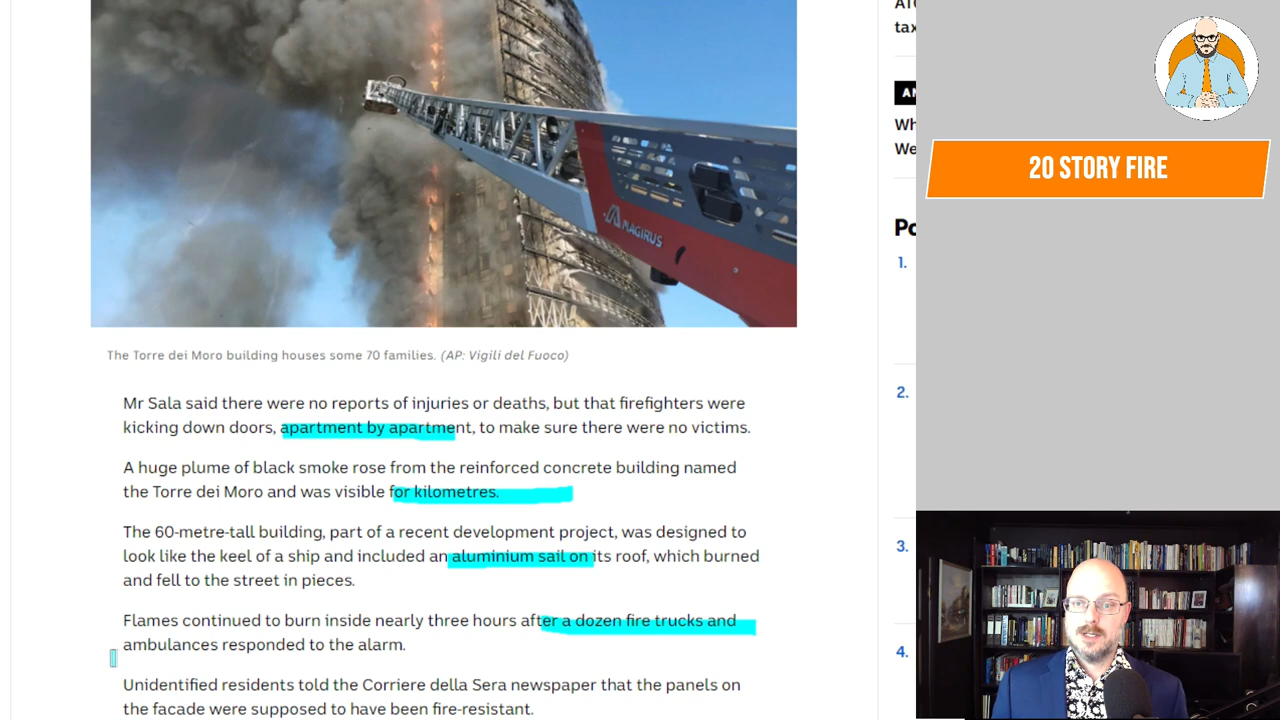 MAGIRUS
The Torre dei Moro building houses some 70 families. (AP: Vigili del Fuoco)
Mr Sala said there were no reports of injuries or deaths, but that firefighters were
kicking down doors, apartment by apartment, to make sure there were no victims.
A huge plume of black smoke rose from the reinforced concrete building named
the Torre dei Moro and was visible for kilometres.
The 60-metre-tall building, part of a recent development project, was designed to
look like the keel of a ship and included an aluminium sail on its roof, which burned
and fell to the street in pieces.
Flames continued to burn inside nearly three hours after a dozen fire trucks and
ambulances responded to the alarm.
Unidentified residents told the Corriere della Sera newspaper that the panels on
the facade were supposed to have been fire-resistant.
tax
AN
Wh
We
Po
1.
2.
3.
4.
20 STORY FIRE